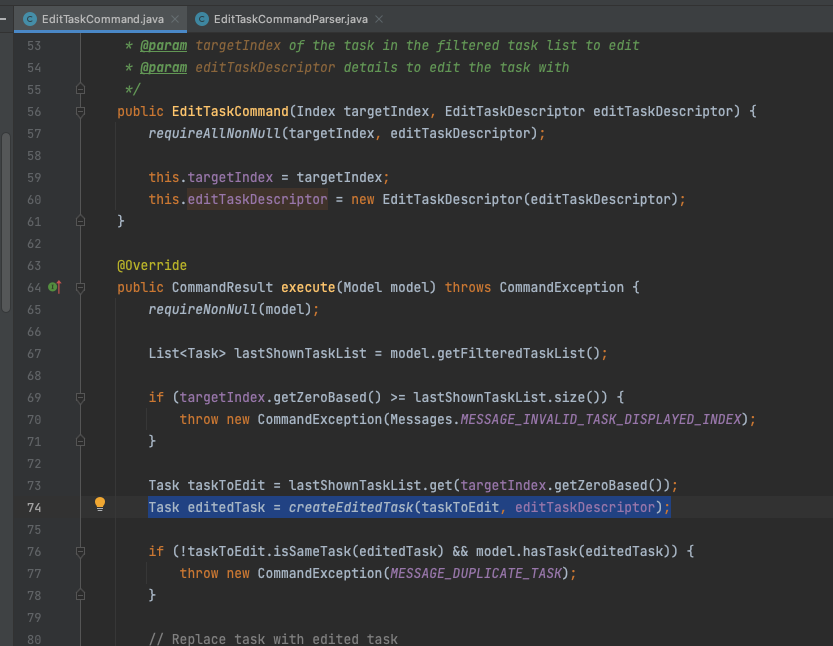 EditTaskCommand.java × EditTaskCommandParser.java ×
53 * @param targetIndex of the task in the filtered task list to edit
54 * @param editTaskDescriptor details to edit the task with
55 */
56 public EditTaskCommand(Index targetIndex, EditTaskDescriptor editTaskDescriptor) {
57 requireAllNonNull(targetIndex, editTaskDescriptor);
58
59 this.targetIndex = targetIndex;
60 this.editTaskDescriptor = new EditTaskDescriptor(editTaskDescriptor);
61 }
62
63 @Override
64 public CommandResult execute(Model model) throws CommandException {
65 requireNonNull(model);
66
67 List<Task> lastShownTaskList = model.getFilteredTaskList();
68
69 if (targetIndex.getZeroBased() >= lastShownTaskList.size()) {
70 throw new CommandException(Messages.MESSAGE_INVALID_TASK_DISPLAYED_INDEX);
71 }
72
73 Task taskToEdit = lastShownTaskList.get(targetIndex.getZeroBased());
74 Task editedTask = createEditedTask(taskToEdit, editTaskDescriptor);
75
76 if (!taskToEdit.isSameTask(editedTask) && model.hasTask(editedTask)) {
77 throw new CommandException(MESSAGE_DUPLICATE_TASK);
78 }
79
80 // Replace task with edited task